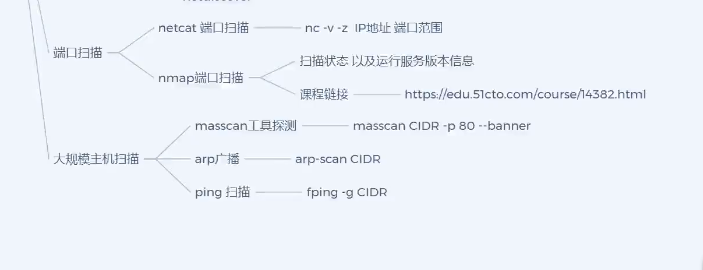 netcat 端口扫描
nc -v -z IP地址 端口范围
端口扫描
扫描状态 以及运行服务版本信息
nmap端口扫描
课程链接
https://edu.51cto.com/course/14382.html
masscan工具探测
masscan CIDR -p 80 --banner
大规模主机扫描
arp广播
arp-scan CIDR
ping 扫描
fping -g CIDR